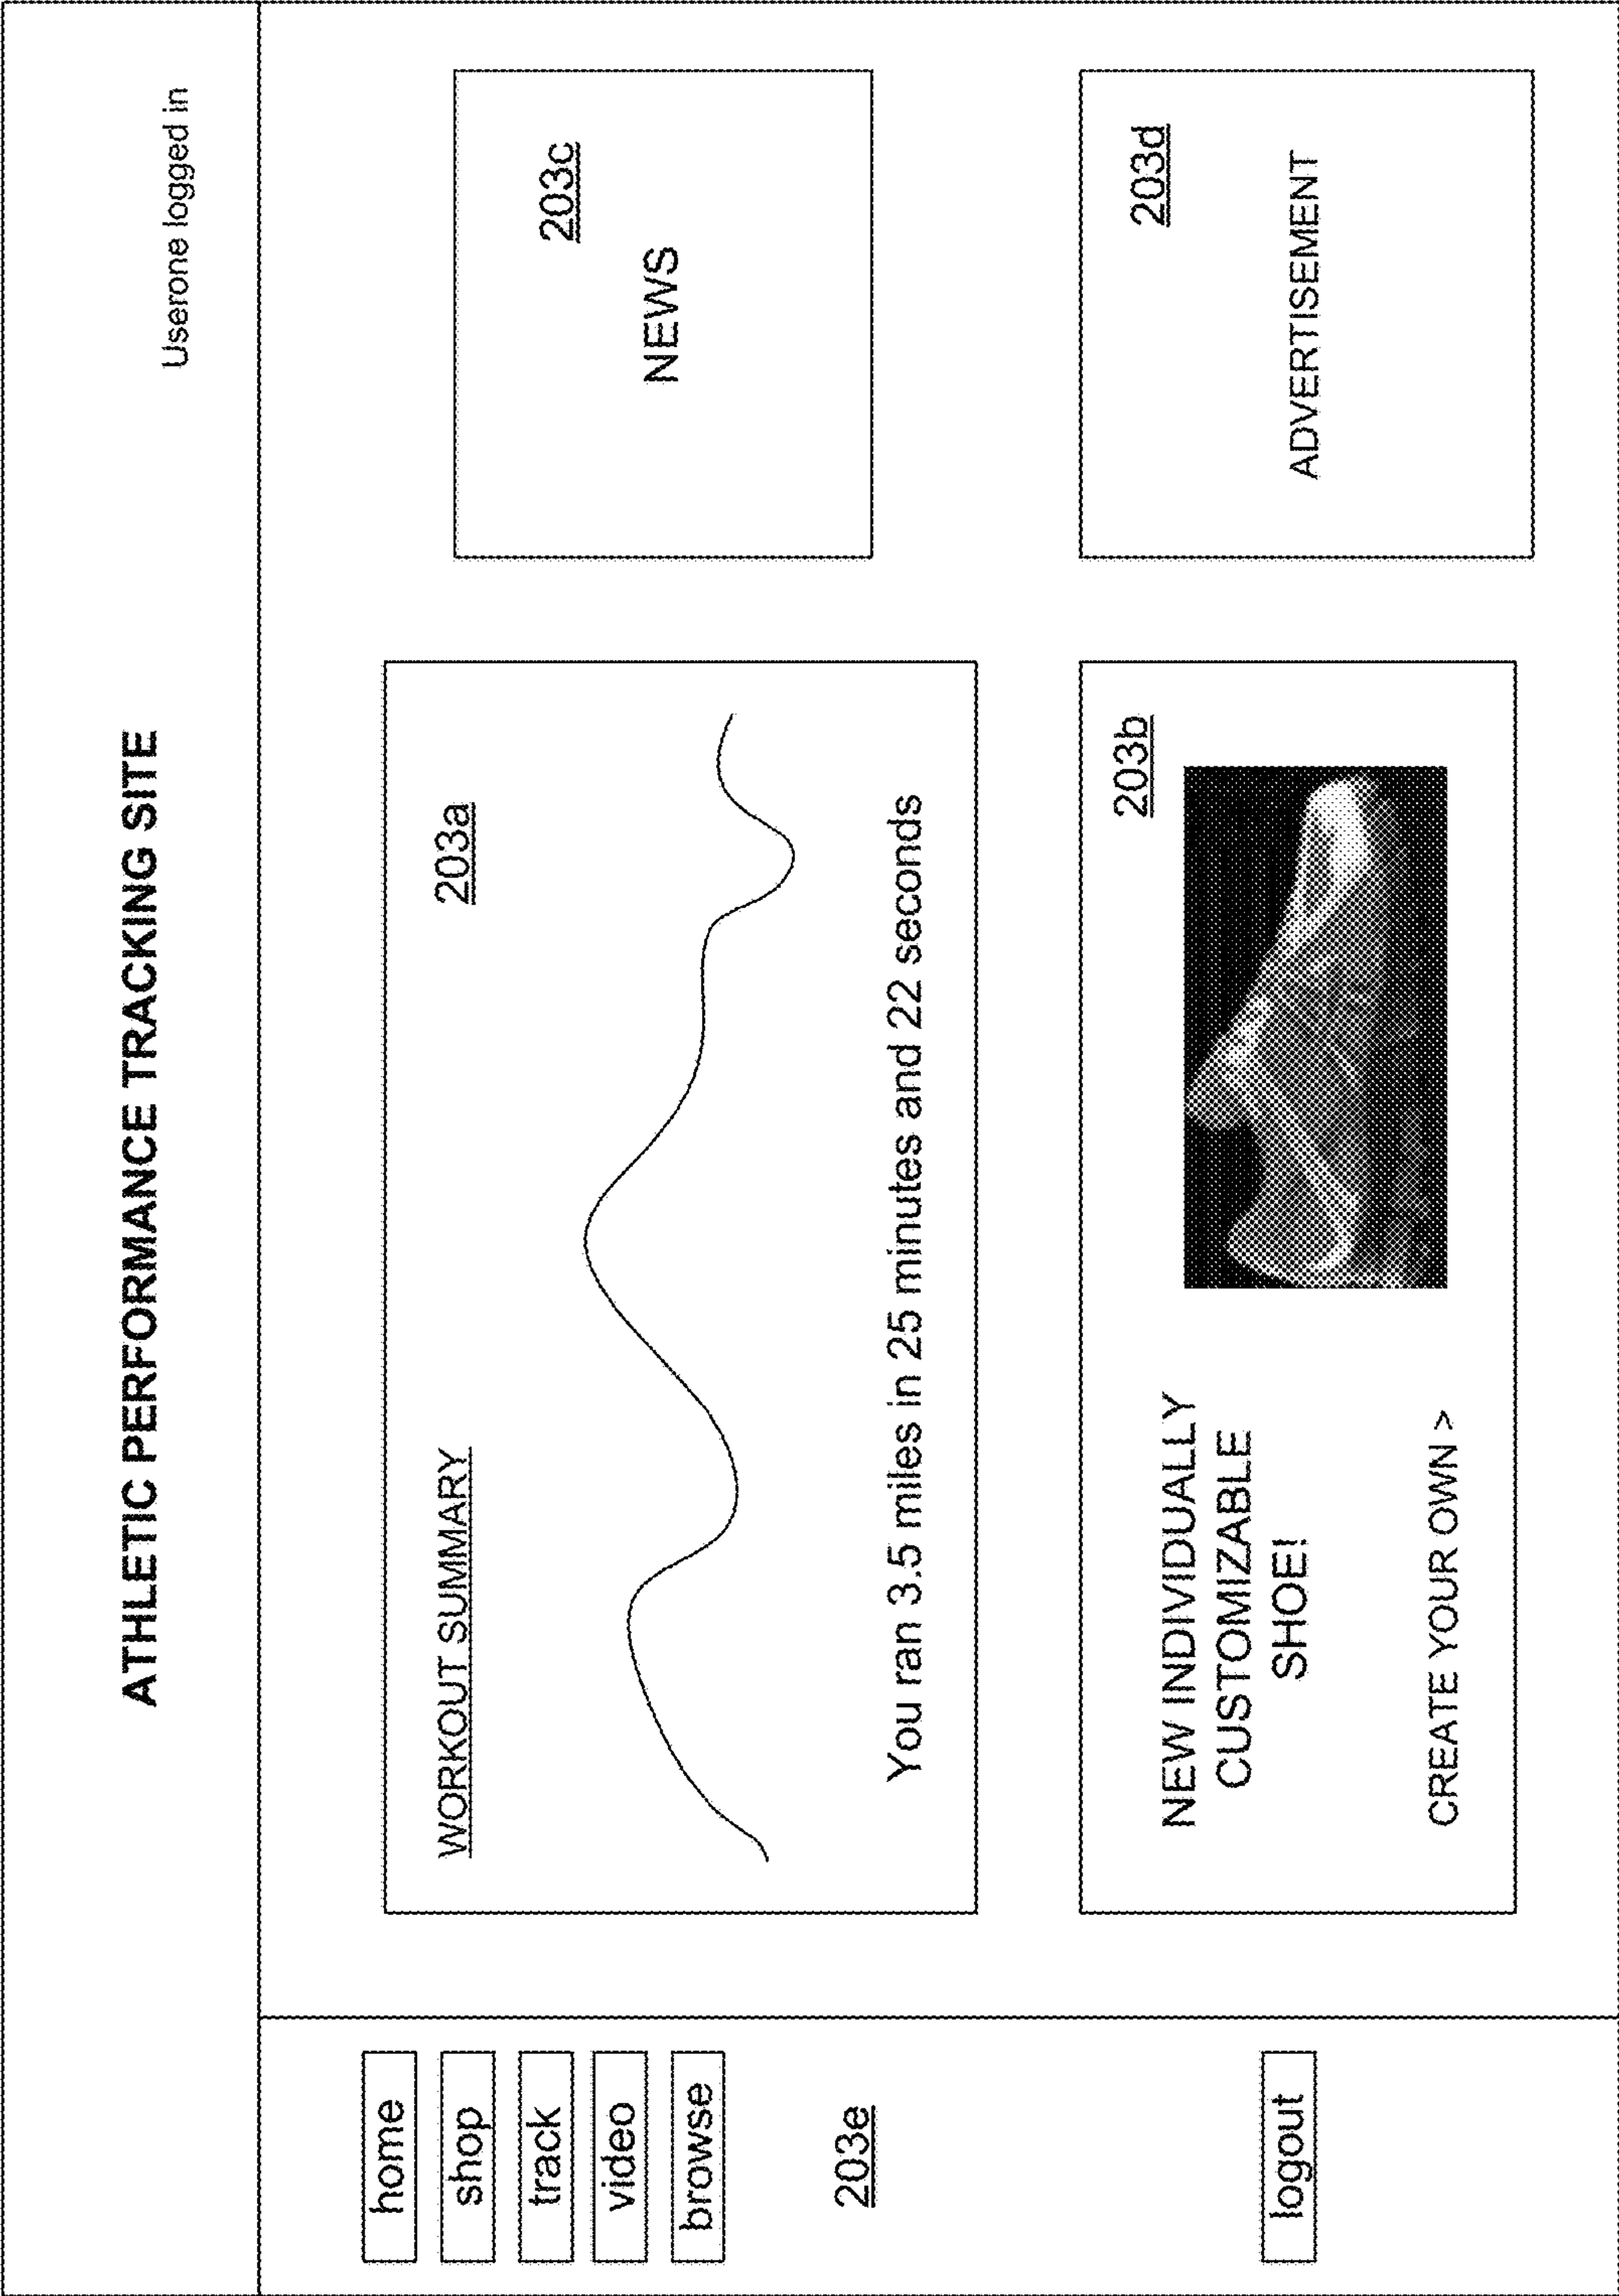 ATHLETIC PERFORMANCE TRACKING SITE
Userone logged in
home
shop
track
video
browse
203e
logout
WORKOUT SUMMARY
203a
You ran 3.5 miles in 25 minutes and 22 seconds
203b
NEW INDIVIDUALLY
CUSTOMIZABLE
SHOE!
CREATE YOUR OWN >
203c
NEWS
203d
ADVERTISEMENT